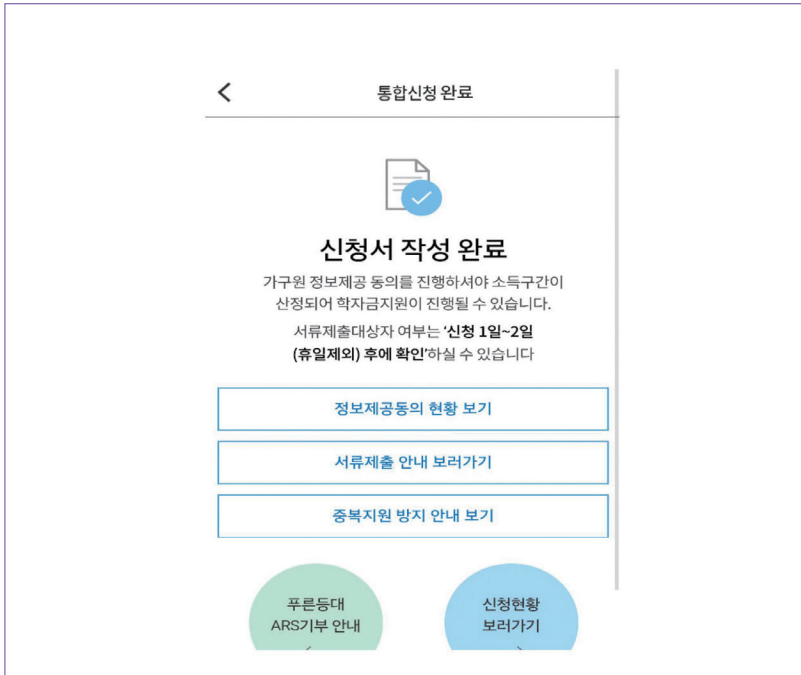 통합신청 완료
신청서 작성 완료
가구원 정보제공 동의를 진행하셔야 소득구간이
산정되어 학자금지원이 진행될 수 있습니다.
서류제출대상자 여부는 '신청 1일~2일
(휴일제외) 후에 확인'하실 수 있습니다
정보제공동의 현황 보기
서류제출 안내 보러가기
중복지원 방지 안내 보기
푸른등대
ARS기부 안내
신청현황
보러가기